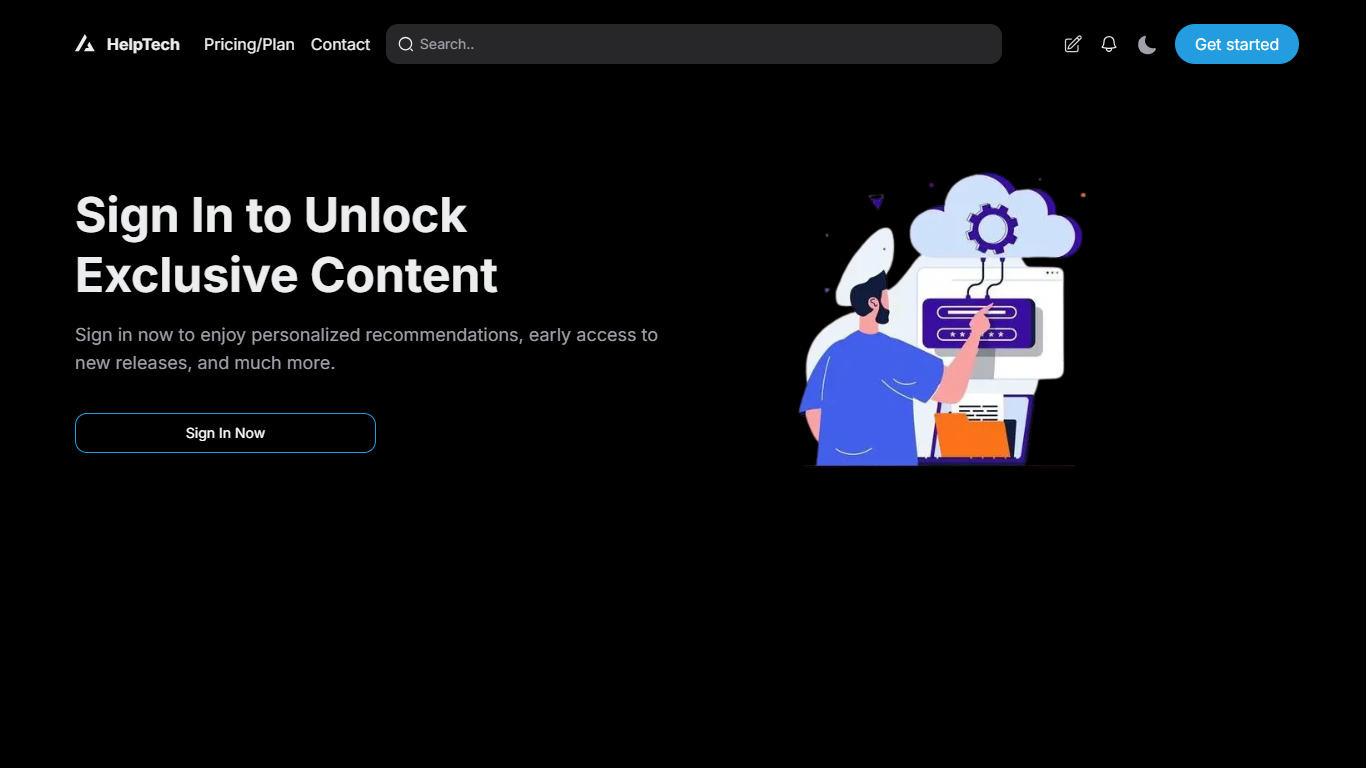 HelpTech
Pricing/Plan
Contact
Search..
Get started
Sign In to Unlock
Exclusive Content
Sign in now to enjoy personalized recommendations, early access to
new releases, and much more.
Sign In Now